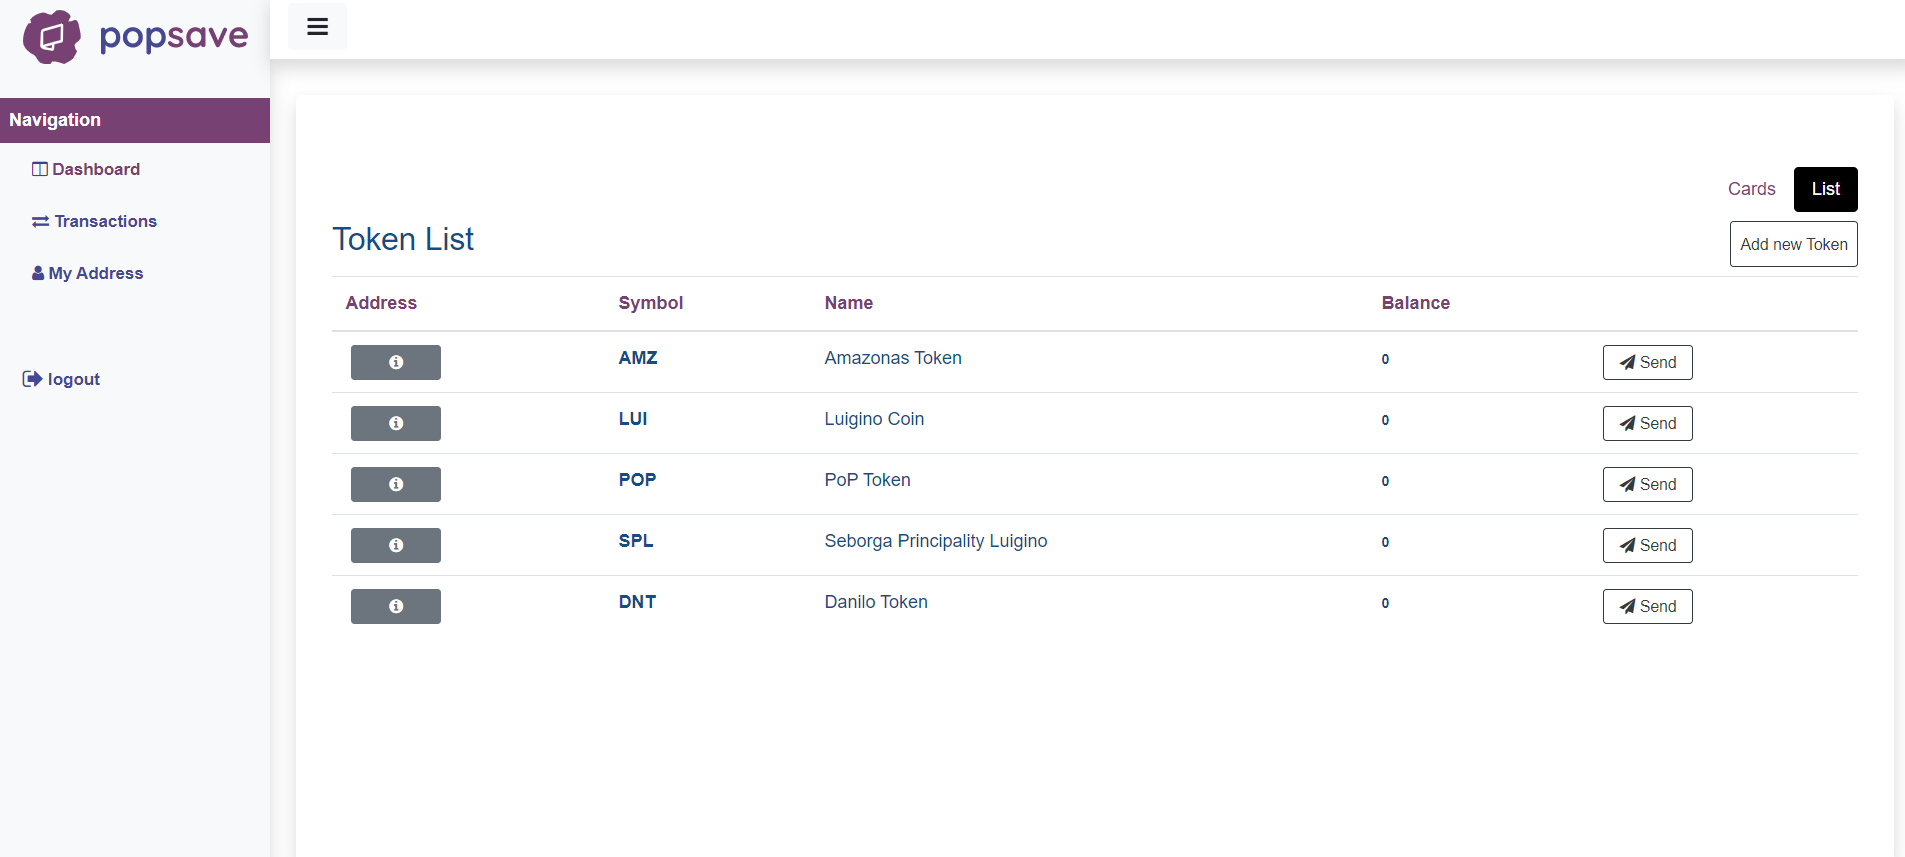 popsave
Navigation
Dashboard
Transactions
My Address
logout
Cards List
Token List
Add new Token
Address Symbol Name Balance
AMZ Amazonas Token 0 Send
LUI Luigino Coin 0 Send
POP PoP Token 0 Send
SPL Seborga Principality Luigino 0 Send
DNT Danilo Token 0 Send